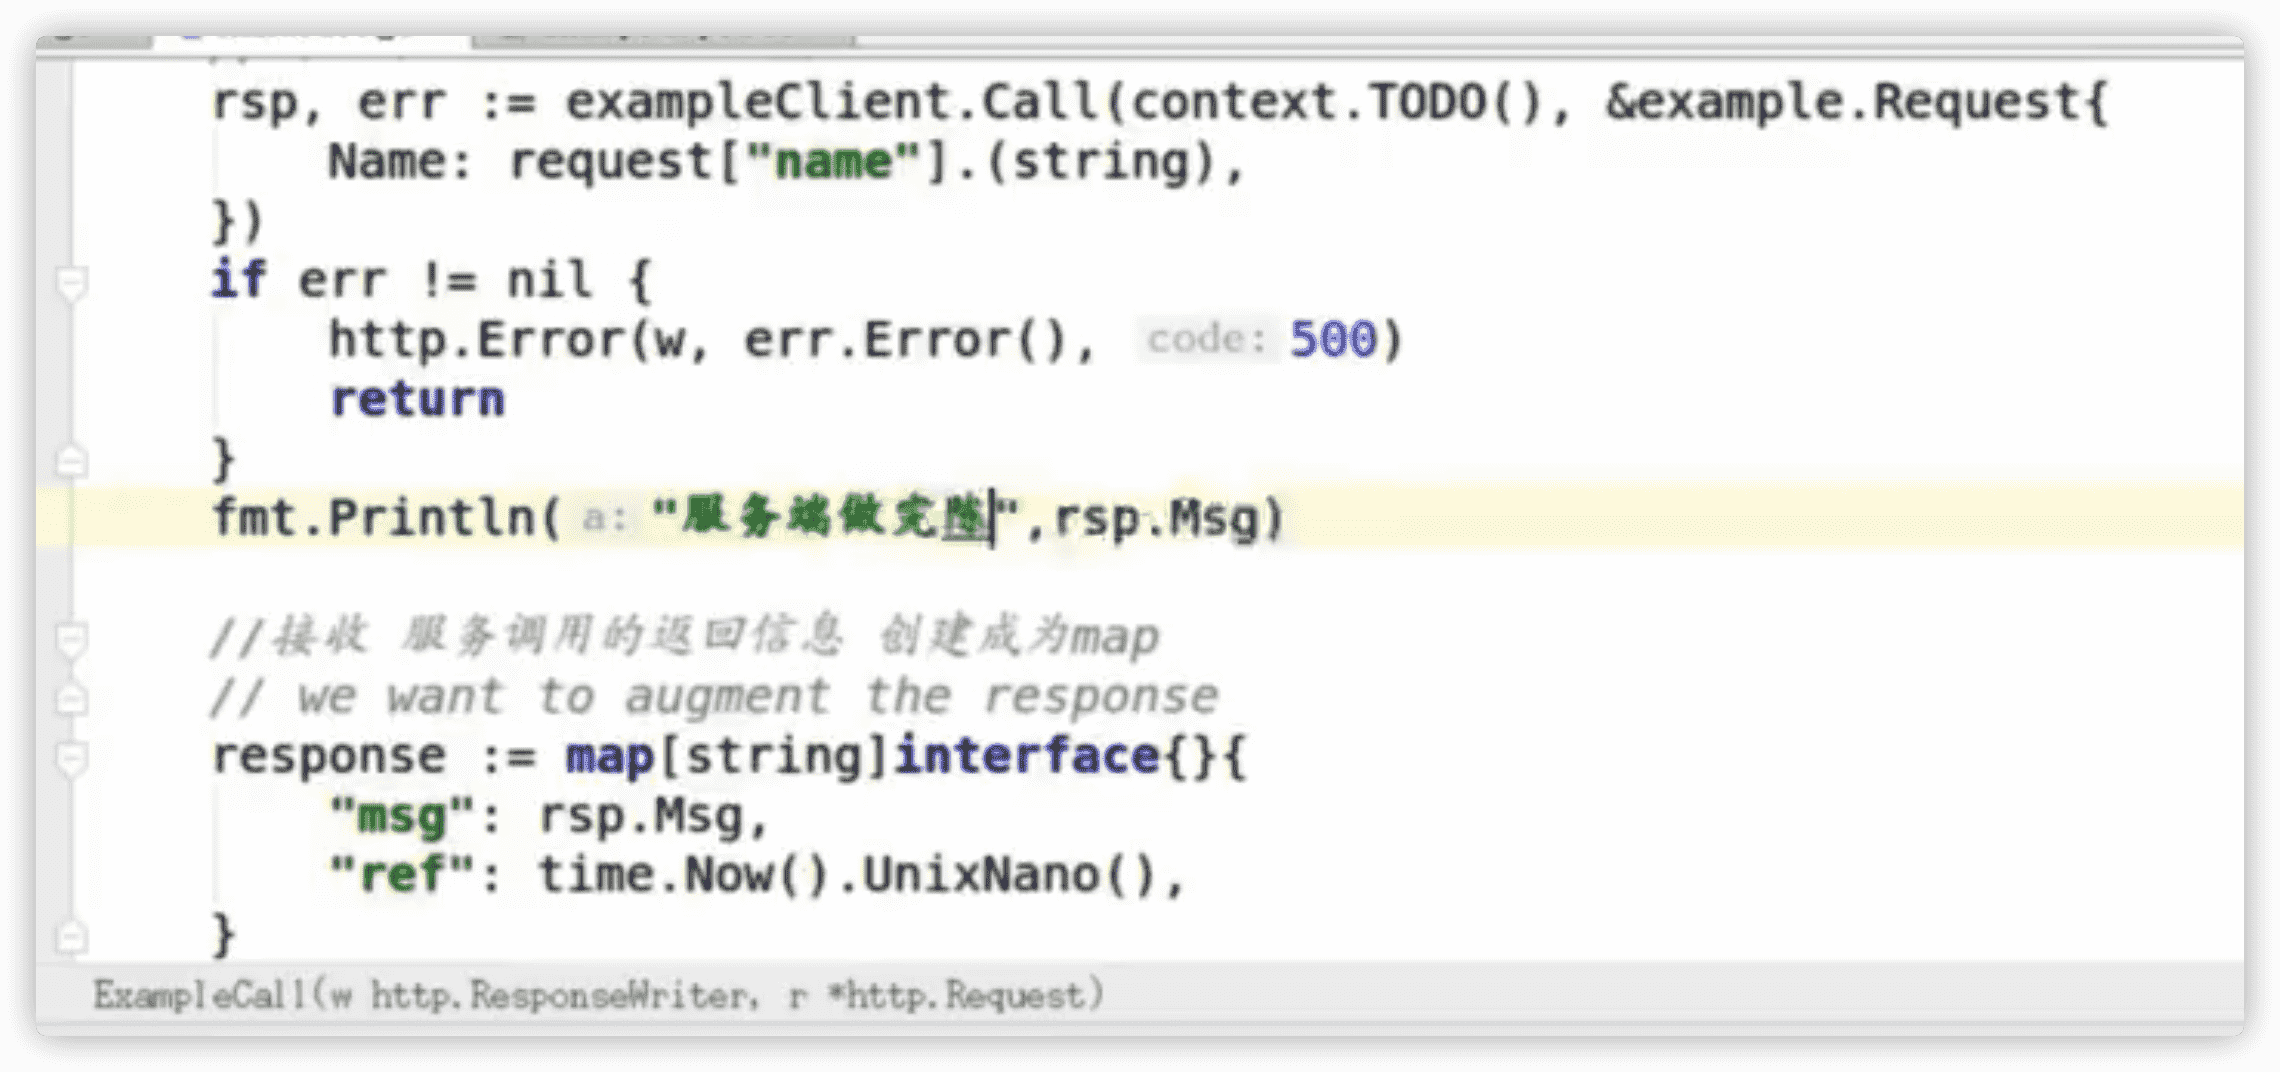 rsp, err := exampleClient.Call(context.TODO(), &example.Request{
Name: request["name"].(string),
})
if err != nil {
http.Error(w, err.Error(), code: 500)
return
}
fmt.Println( a: "服务端做完陈",rsp.Msg)
//接收 服务调用的返回信息 创建成为map
// we want to augment the response
response := map[string]interface{}{
"msg": rsp.Msg,
"ref": time.Now().UnixNano(),
}
ExampleCall(w http.ResponseWriter, r *http.Request)